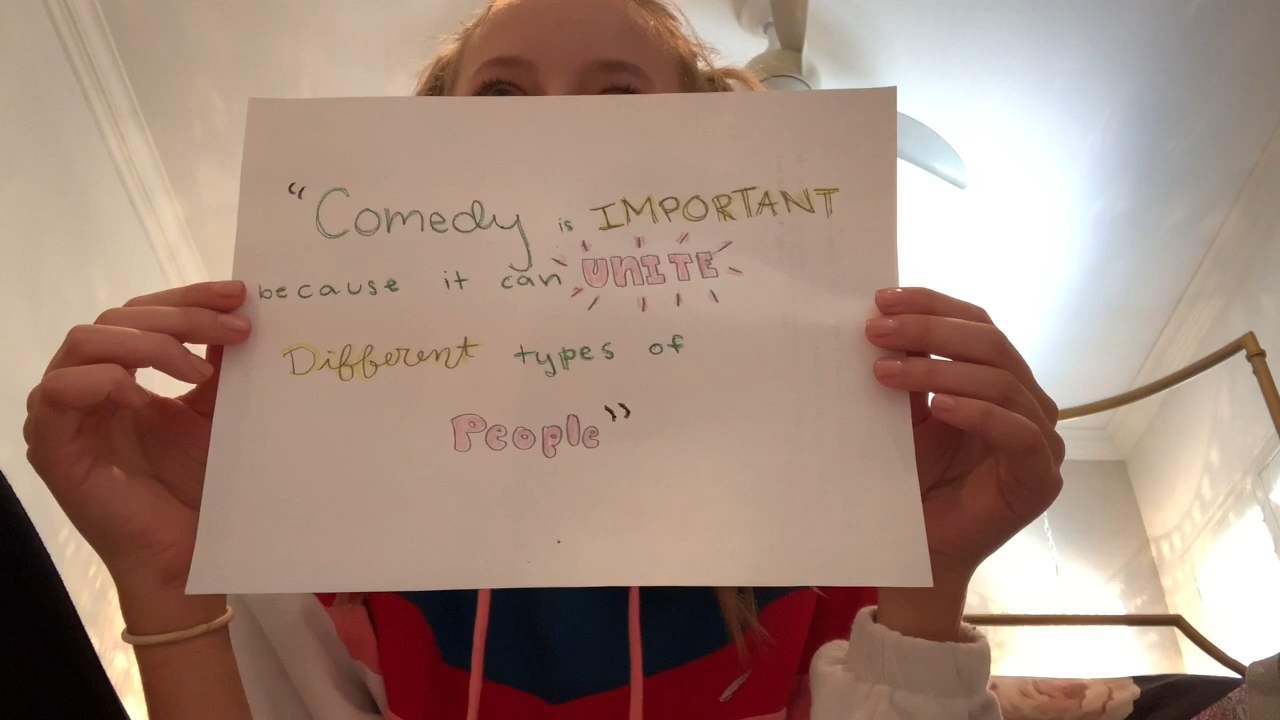 "Comedy is IMPORTANT
because it can UNITE
Different types of
People"